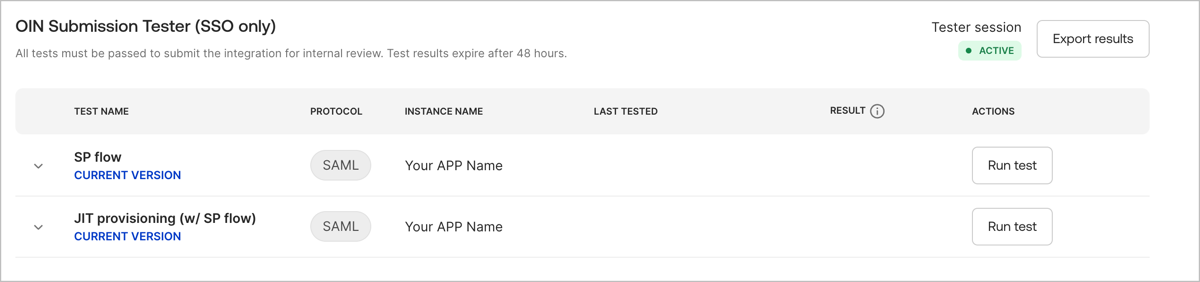 OIN Submission Tester (SSO only)
All tests must be passed to submit the integration for internal review. Test results expire after 48 hours.
Tester session
ACTIVE
Export results
TEST NAME PROTOCOL INSTANCE NAME LAST TESTED RESULT ACTIONS
SP flow
CURRENT VERSION
SAML
Your APP Name
Run test
JIT provisioning (w/ SP flow)
CURRENT VERSION
SAML
Your APP Name
Run test